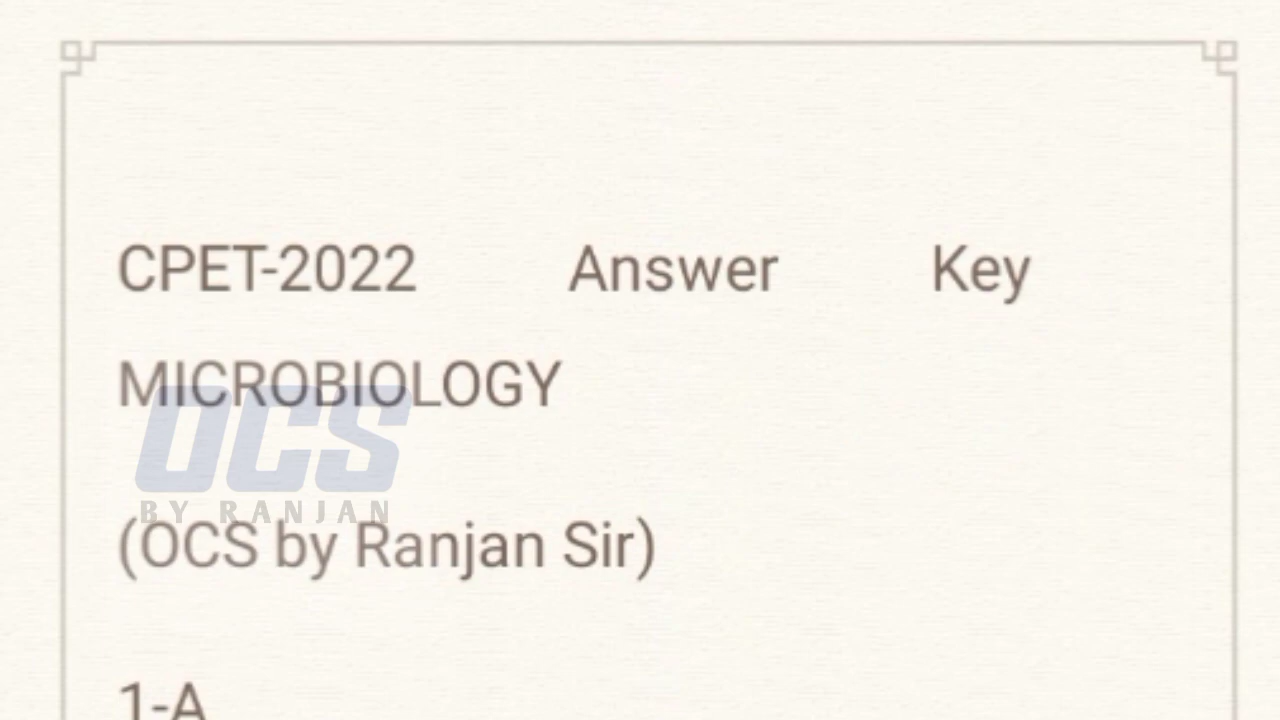 CPET-2022 Answer Key
MICROBIOLOGY
OCS
BY RANJAN
(OCS by Ranjan Sir)
1-A